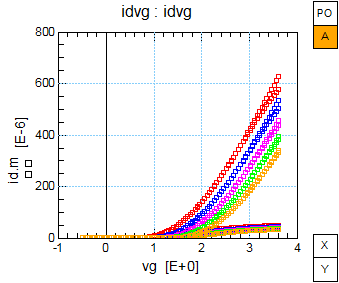 idvg : idvg
PO
A
800
600
400
200
0
id.m [E-6]
-1 0 1 2 3 4
vg [E+0]
X
Y